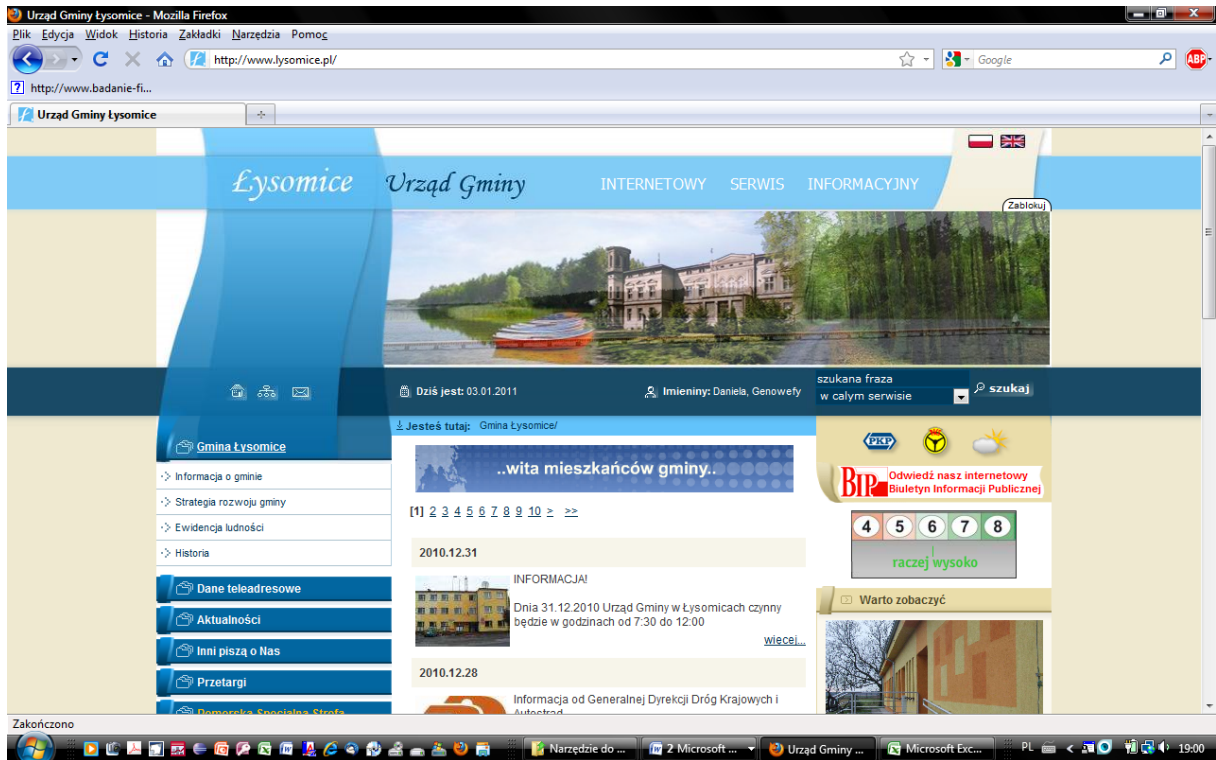 Urząd Gminy Łysomice - Mozilla Firefox
Plik Edycja Widok Historia Zakładki Narzędzia Pomoc
http://www.lysomice.pl/
Google
ABP
http://www.badanie-fi...
Urząd Gminy Łysomice
Łysomice Urząd Gminy INTERNETOWY SERWIS INFORMACYJNY
Zablokuj
Dziś jest: 03.01.2011
Imieniny: Daniela, Genowefy
szukana fraza
w calym serwisie
szukaj
Gmina Łysomice
Informacja o gminie
Strategia rozwoju gminy
Ewidencja ludności
Historia
Dane teleadresowe
Aktualności
Inni piszą o Nas
Przetargi
Pomorska Specjalna Strefa
Jesteś tutaj: Gmina Łysomice/
..wita mieszkańców gminy..
[1] 2 3 4 5 6 7 8 9 10 > >>
2010.12.31
INFORMACJA!
Dnia 31.12.2010 Urząd Gminy w Łysomicach czynny
będzie w godzinach od 7:30 do 12:00
więcej...
2010.12.28
Informacja od Generalnej Dyrekcji Dróg Krajowych i
Autostrad
PKP
BIP Odwiedź nasz internetowy
Biuletyn Informacji Publicznej
4 5 6 7 8
raczej wysoko
Warto zobaczyć
Zakończono
Narzędzie do ...
2 Microsoft ...
Urząd Gminy ...
Microsoft Exc...
PL
19:00